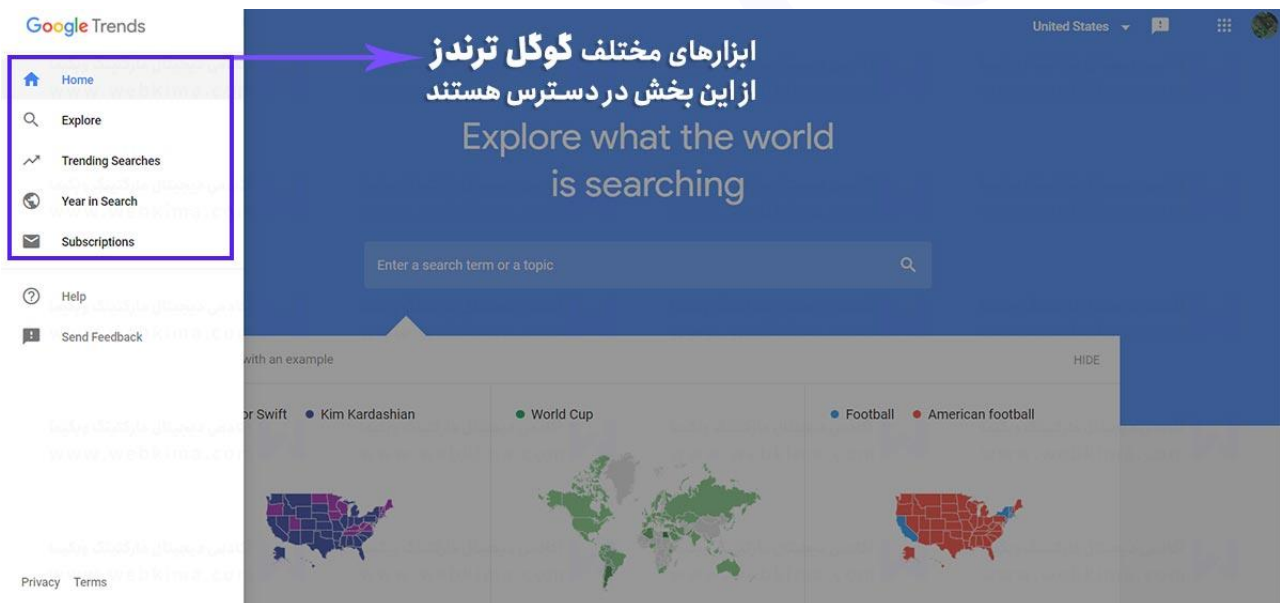 Google Trends
United States
ابزارهای مختلف گوگل ترندز
از این بخش در دسترس هستند
Home
Explore
Trending Searches
Year in Search
Subscriptions
Help
Send Feedback
Explore what the world
is searching
Enter a search term or a topic
with an example
HIDE
or Swift Kim Kardashian
World Cup
Football American football
Privacy Terms